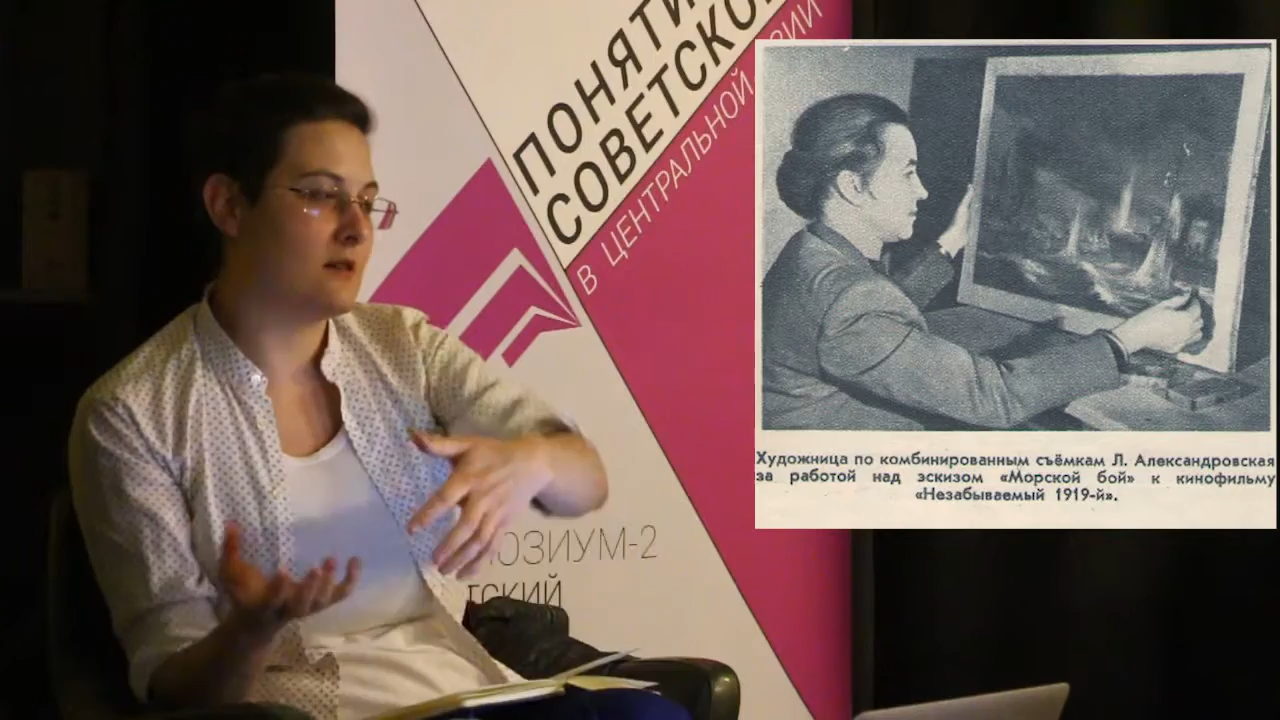 ПОНЯТИ
СОВЕТСКО
В ЦЕНТРАЛЬНОЙ
Художница по комбинированным съёмкам Л. Александровская
за работой над эскизом «Морской бой» к кинофильму
«Незабываемый 1919-й».
ОЗИУМ-2
ТСКИЙ